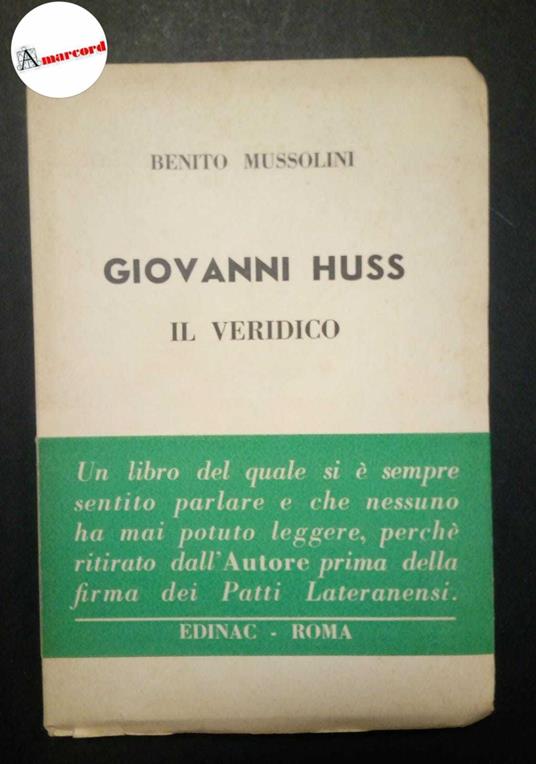 Amarcord
BENITO MUSSOLINI
GIOVANNI HUSS
IL VERIDICO
Un libro del quale si è sempre
sentito parlare e che nessuno
ha mai potuto leggere, perchè
ritirato dall'Autore prima della
firma dei Patti Lateranensi.
EDINAC - ROMA